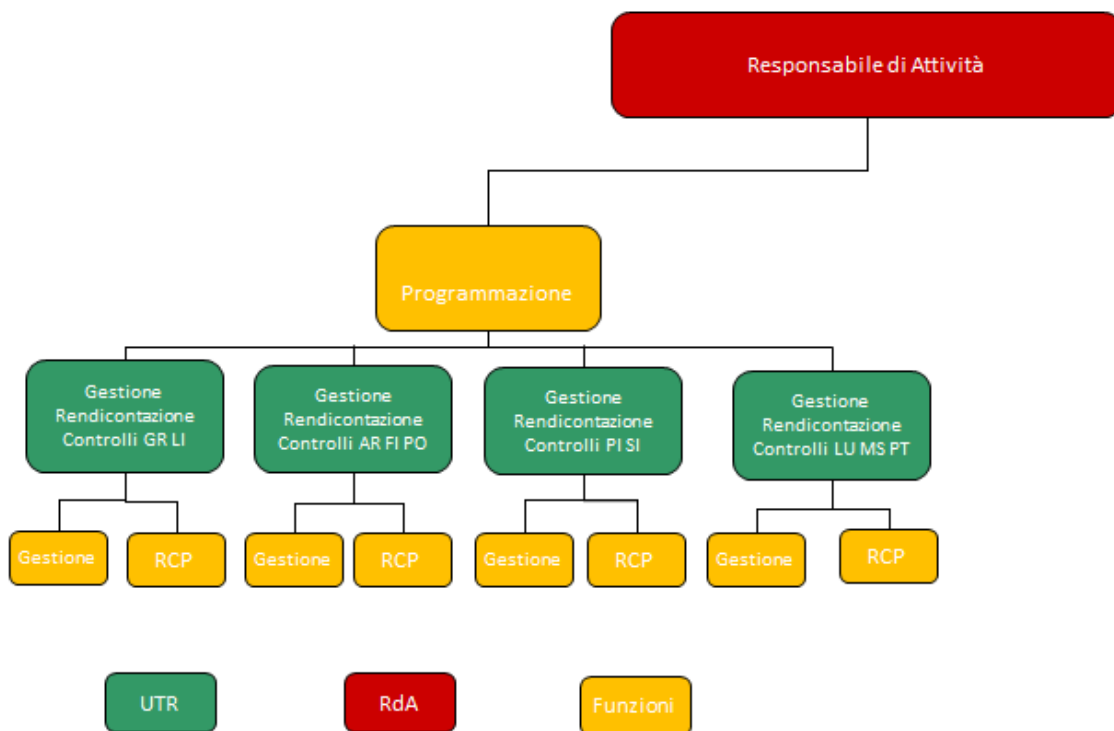 Responsabile di Attività
Programmazione
Gestione
Rendicontazione
Controlli GR LI
Gestione
Rendicontazione
Controlli AR FI PO
Gestione
Rendicontazione
Controlli PI SI
Gestione
Rendicontazione
Controlli LU MS PT
Gestione
RCP
Gestione
RCP
Gestione
RCP
Gestione
RCP
UTR
RdA
Funzioni